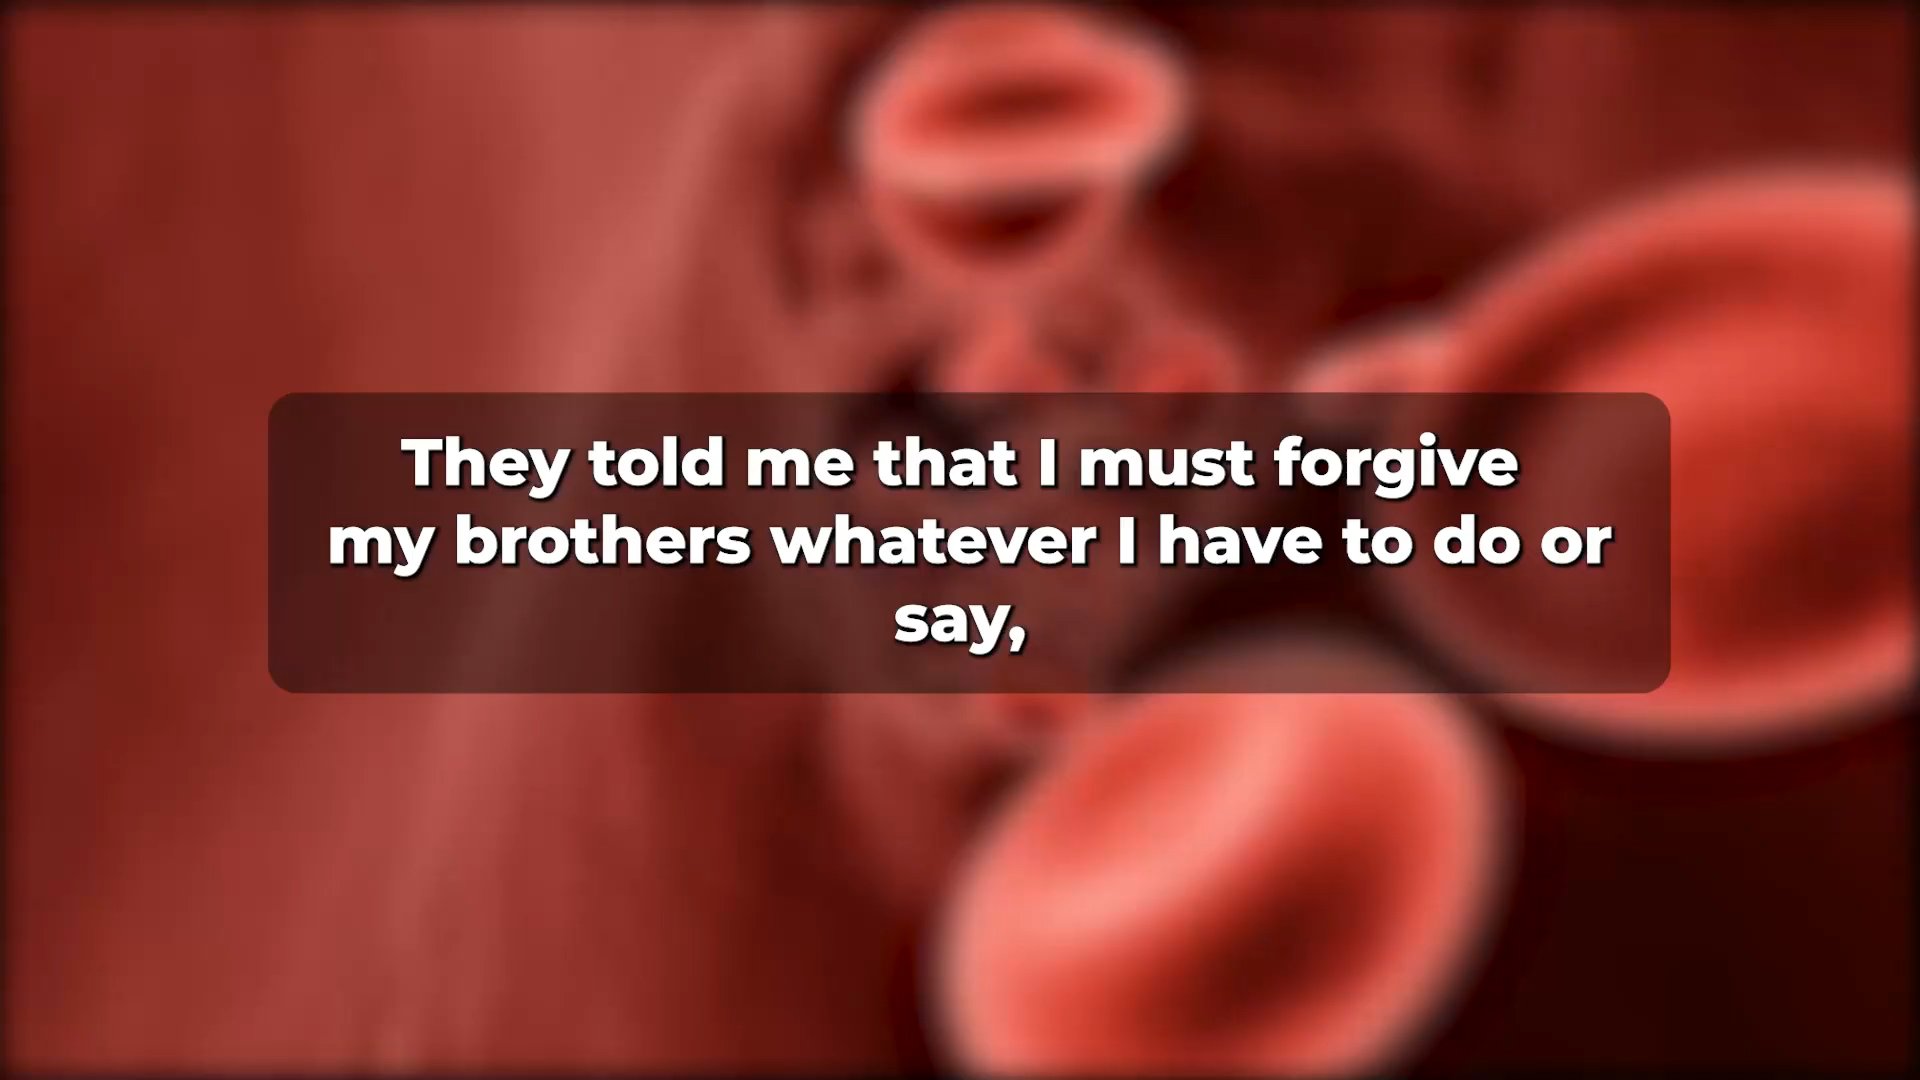 They told me that I must forgive
my brothers whatever I have to do or
say,